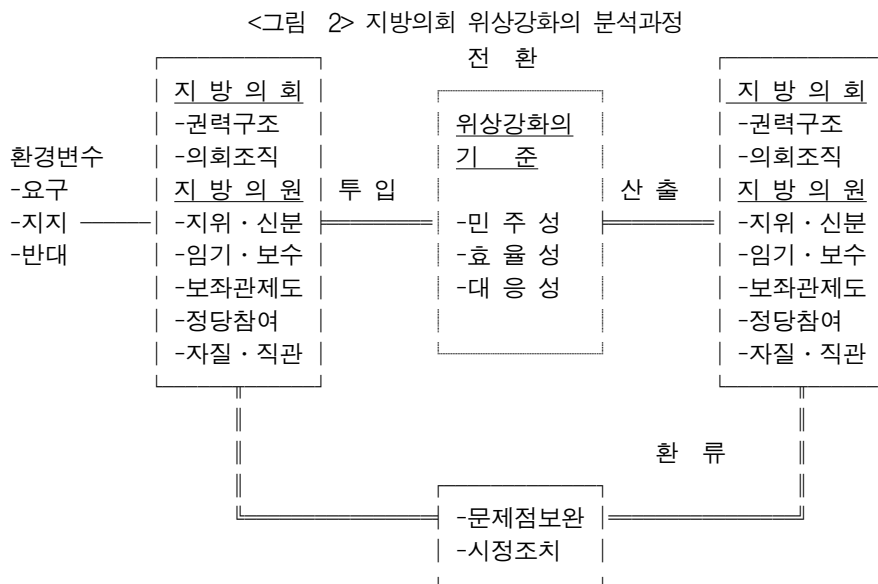 <그림 2> 지방의회 위상강화의 분석과정
전 환
지 방 의 회
-권력구조
-의회조직
지 방 의 원
-지위·신분
-임기·보수
-보좌관제도
-정당참여
-자질·직관
환경변수
-요구
-지지
-반대
투 입
위상강화의
기 준
-민 주 성
-효 율 성
-대 응 성
산 출
지 방 의 회
-권력구조
-의회조직
지 방 의 원
-지위·신분
-임기·보수
-보좌관제도
-정당참여
-자질·직관
환 류
-문제점보완
-시정조치